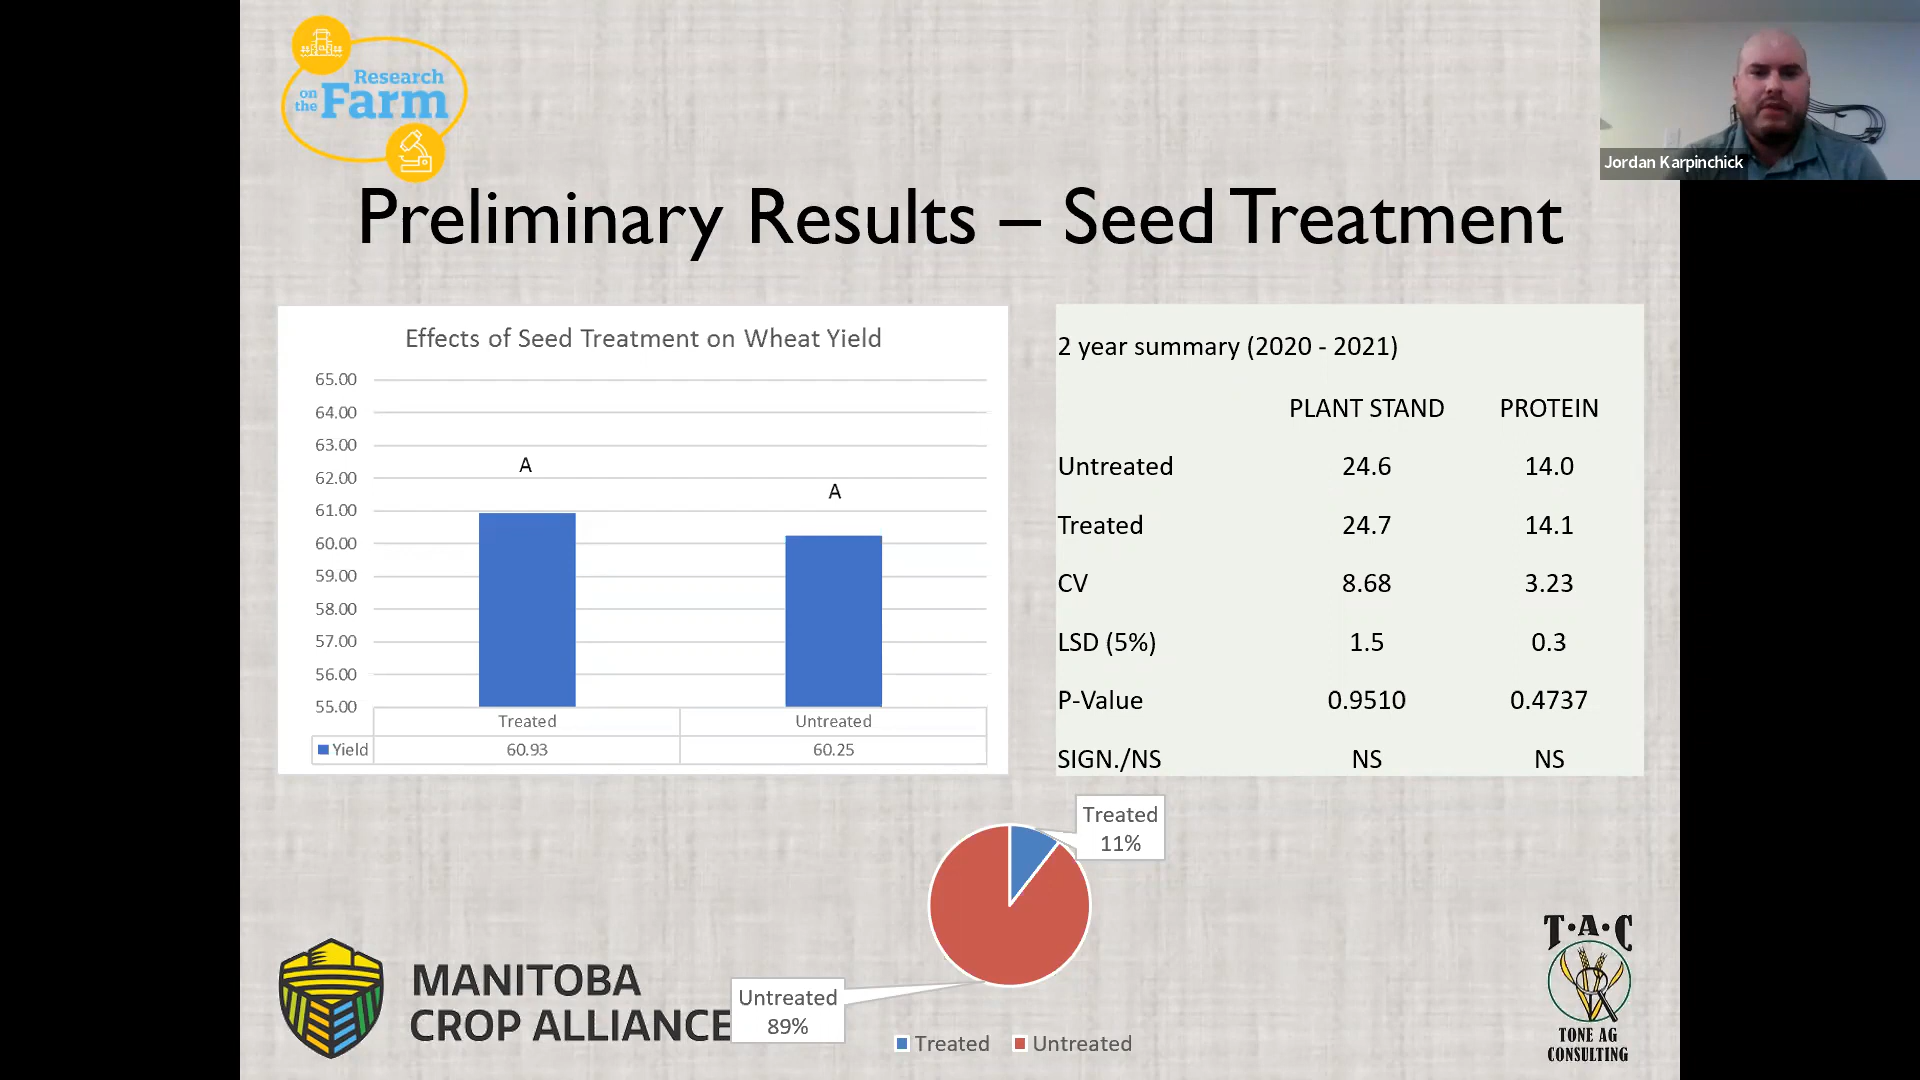 Research
on
the Farm
Jordan Karpinchick
Preliminary Results – Seed Treatment
Effects of Seed Treatment on Wheat Yield
65.00
64.00
63.00
62.00
61.00
60.00
59.00
58.00
57.00
56.00
55.00
A
A
Treated Untreated
Yield 60.93 60.25
2 year summary (2020 - 2021)
PLANT STAND PROTEIN
Untreated 24.6 14.0
Treated 24.7 14.1
CV 8.68 3.23
LSD (5%) 1.5 0.3
P-Value 0.9510 0.4737
SIGN./NS NS NS
Treated
11%
Untreated
89%
Treated Untreated
MANITOBA
CROP ALLIANCE
T·A·C
TONE AG
CONSULTING